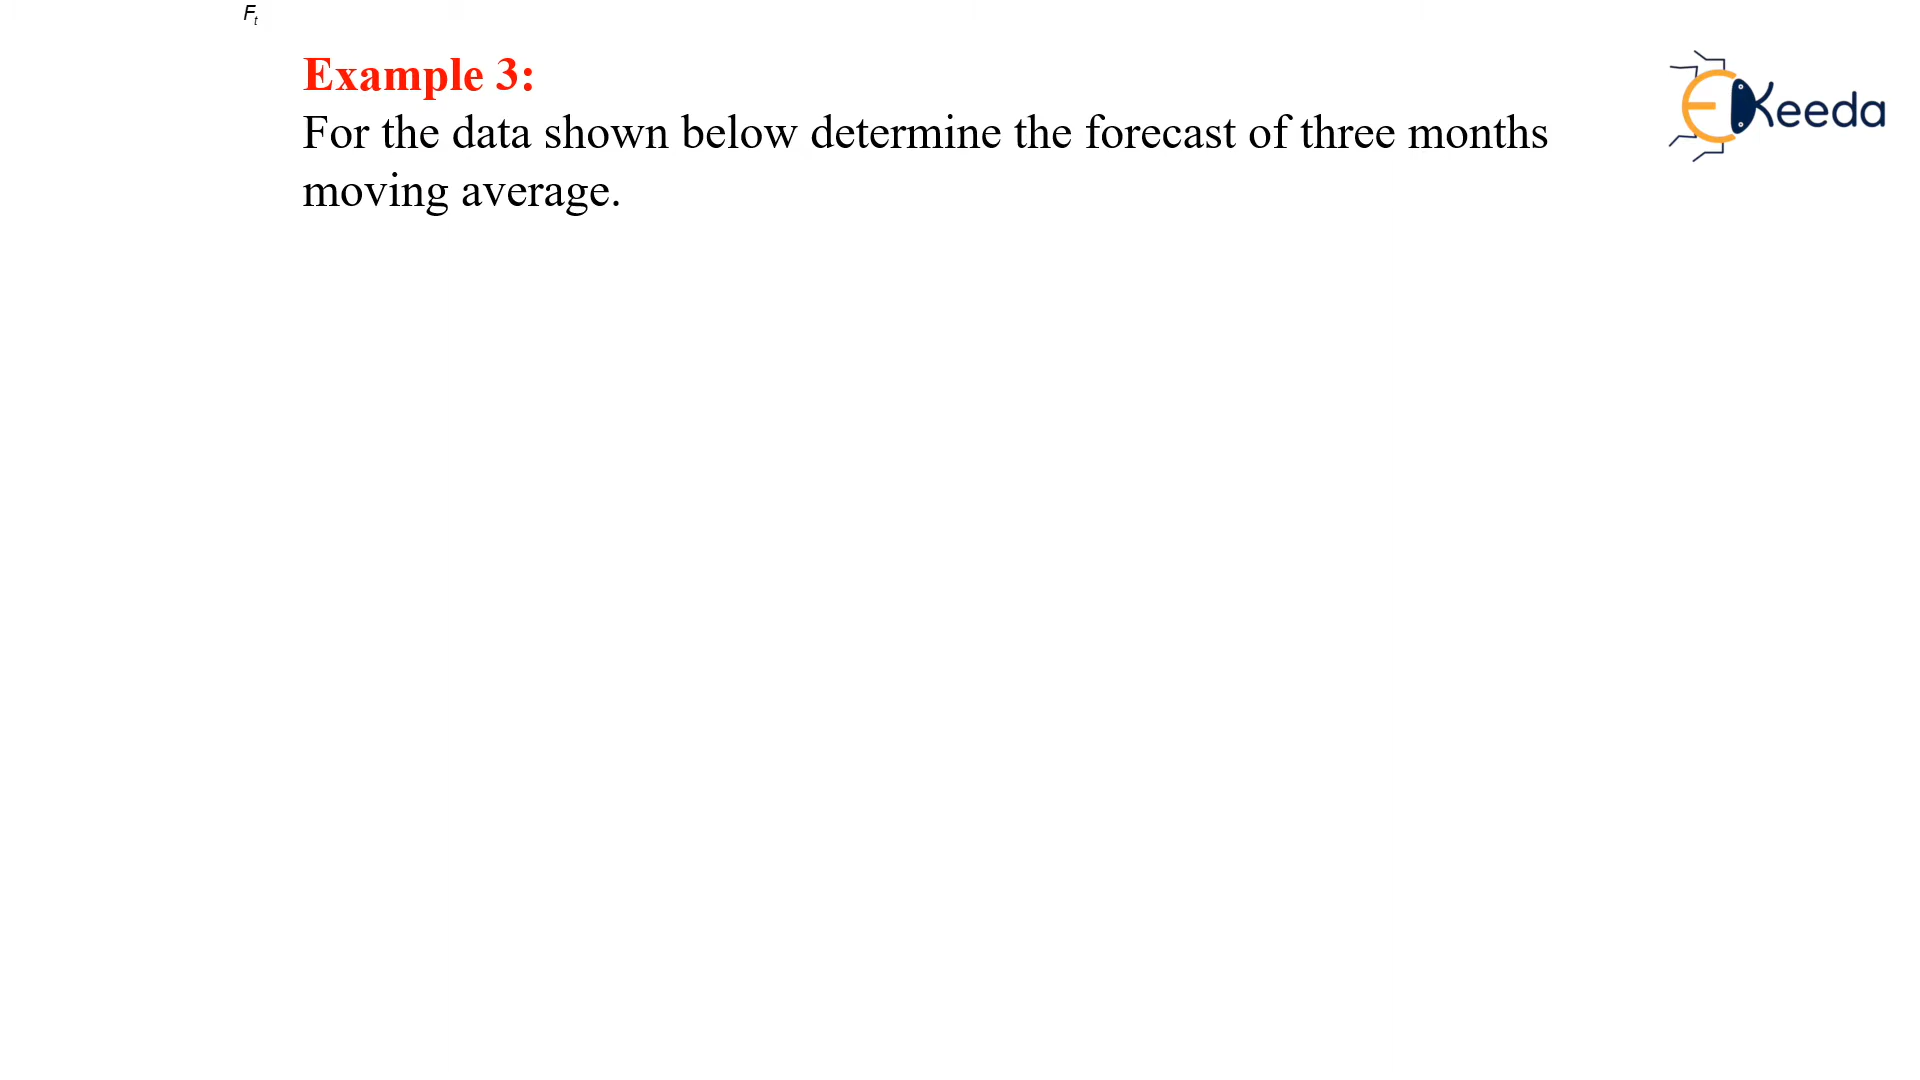 Ft
Example 3:
For the data shown below determine the forecast of three months
moving average.
EKeeda